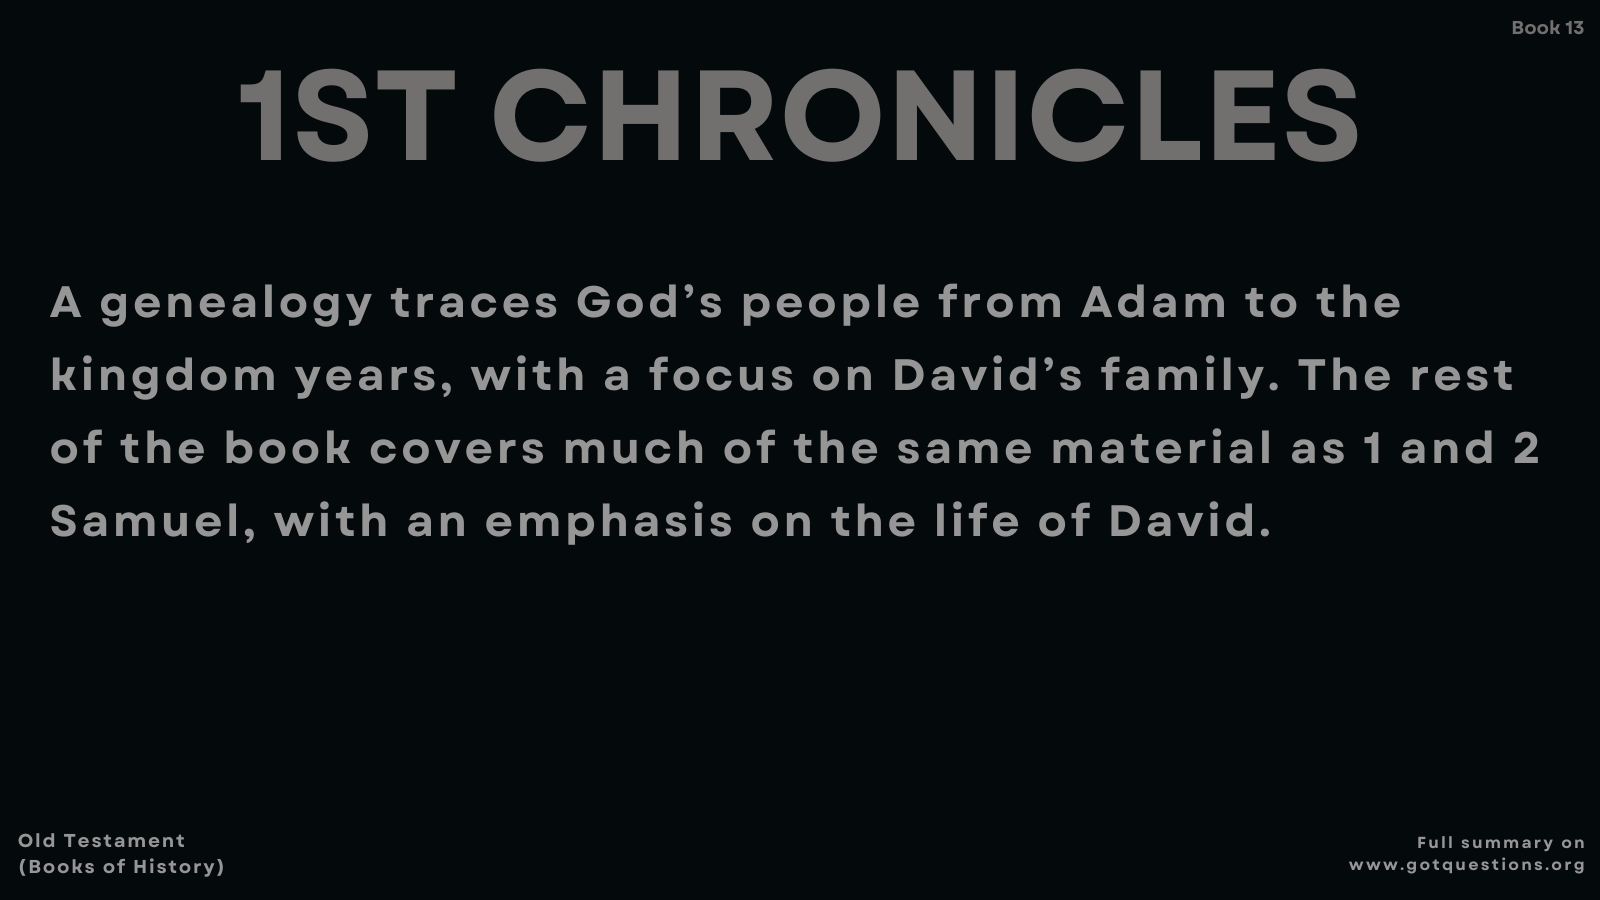 Book 13
1ST CHRONICLES
A genealogy traces God’s people from Adam to the
kingdom years, with a focus on David’s family. The rest
of the book covers much of the same material as 1 and 2
Samuel, with an emphasis on the life of David.
Old Testament
(Books of History)
Full summary on
www.gotquestions.org